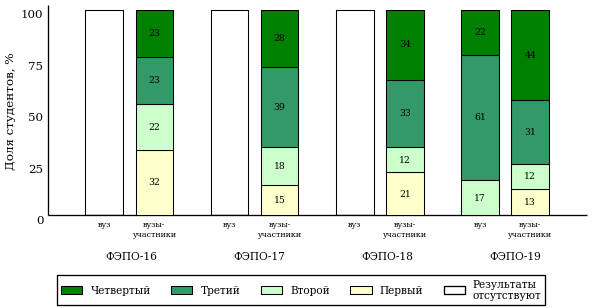 Доля студентов, %
100
75
50
25
0
23
23
22
32
28
39
18
15
34
33
12
21
22
61
17
44
31
12
13
вуз
вузы-
участники
вуз
вузы-
участники
вуз
вузы-
участники
вуз
вузы-
участники
ФЭПО-16
ФЭПО-17
ФЭПО-18
ФЭПО-19
Четвертый
Третий
Второй
Первый
Результаты
отсутствуют